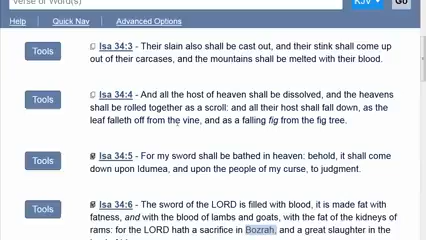 Verse or Word(s) KJV Go
Help Quick Nav Advanced Options
Tools
Isa 34:3 - Their slain also shall be cast out, and their stink shall come up
out of their carcases, and the mountains shall be melted with their blood.
Tools
Isa 34:4 - And all the host of heaven shall be dissolved, and the heavens
shall be rolled together as a scroll: and all their host shall fall down, as the
leaf falleth off from the vine, and as a falling fig from the fig tree.
Tools
Isa 34:5 - For my sword shall be bathed in heaven: behold, it shall come
down upon Idumea, and upon the people of my curse, to judgment.
Tools
Isa 34:6 - The sword of the LORD is filled with blood, it is made fat with
fatness, and with the blood of lambs and goats, with the fat of the kidneys of
rams: for the LORD hath a sacrifice in Bozrah, and a great slaughter in the